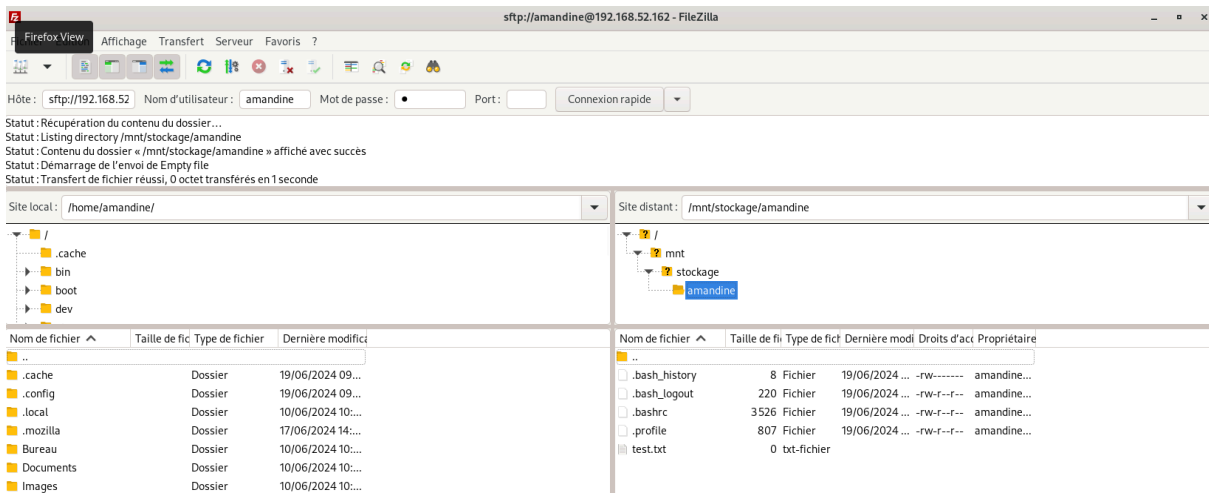 sftp://amandine@192.168.52.162 - FileZilla
Firefox View
Affichage Transfert Serveur Favoris ?
Hôte : sftp://192.168.52 Nom d'utilisateur : amandine Mot de passe : ● Port : Connexion rapide
Statut : Récupération du contenu du dossier...
Statut : Listing directory /mnt/stockage/amandine
Statut : Contenu du dossier « /mnt/stockage/amandine » affiché avec succès
Statut : Démarrage de l'envoi de Empty file
Statut : Transfert de fichier réussi, 0 octet transférés en 1 seconde
Site local : /home/amandine/
/
.cache
bin
boot
dev
Nom de fichier Taille de fic Type de fichier Dernière modifica
..
.cache Dossier 19/06/2024 09...
.config Dossier 19/06/2024 09...
.local Dossier 10/06/2024 10:...
.mozilla Dossier 17/06/2024 14:...
Bureau Dossier 10/06/2024 10:...
Documents Dossier 10/06/2024 10:...
Images Dossier 10/06/2024 10:...
Site distant : /mnt/stockage/amandine
/
mnt
stockage
amandine
Nom de fichier Taille de fi Type de fich Dernière modi Droits d'acc Propriétaire
..
.bash_history 8 Fichier 19/06/2024 ... -rw------- amandine...
.bash_logout 220 Fichier 19/06/2024 ... -rw-r--r-- amandine...
.bashrc 3 526 Fichier 19/06/2024 ... -rw-r--r-- amandine...
.profile 807 Fichier 19/06/2024 ... -rw-r--r-- amandine...
test.txt 0 txt-fichier